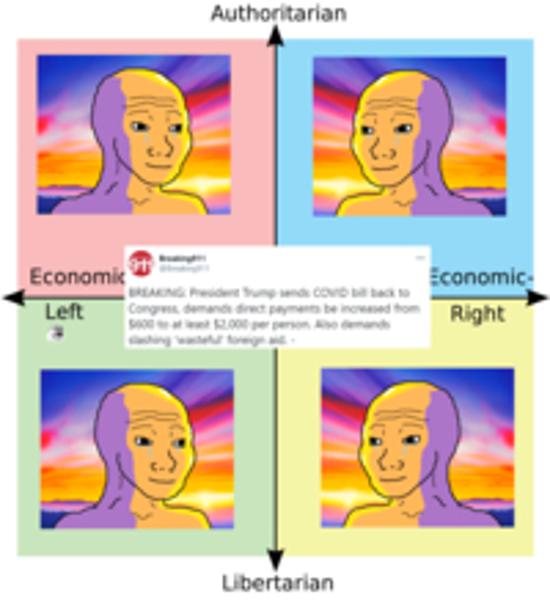 Authoritarian
Breaking911
@Breaking911
BREAKING: President Trump sends COVID bill back to
Congress, demands direct payments be increased from
$600 to at least $2,000 per person. Also demands
slashing 'wasteful' foreign aid. -
Economic
Economic-
Left
Right
Libertarian